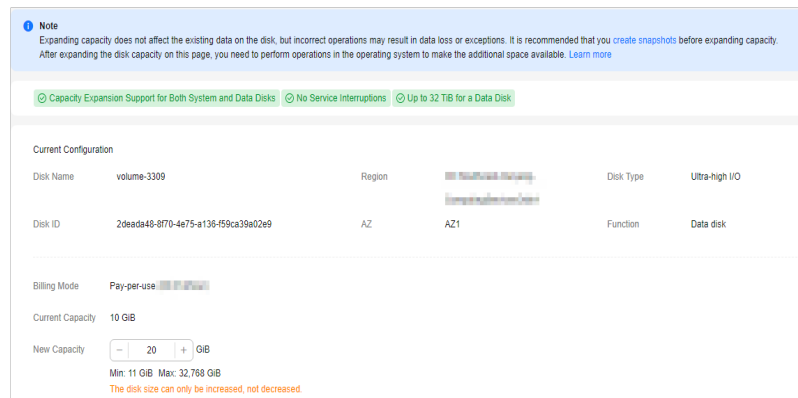 Note
Expanding capacity does not affect the existing data on the disk, but incorrect operations may result in data loss or exceptions. It is recommended that you create snapshots before expanding capacity.
After expanding the disk capacity on this page, you need to perform operations in the operating system to make the additional space available. Learn more
Capacity Expansion Support for Both System and Data Disks No Service Interruptions Up to 32 TiB for a Data Disk
Current Configuration
Disk Name volume-3309 Region Disk Type Ultra-high I/O
Disk ID 2deada48-8f70-4e75-a136-f59ca39a02e9 AZ AZ1 Function Data disk
Billing Mode Pay-per-use
Current Capacity 10 GiB
New Capacity − 20 + GiB
Min: 11 GiB Max: 32,768 GiB
The disk size can only be increased, not decreased.